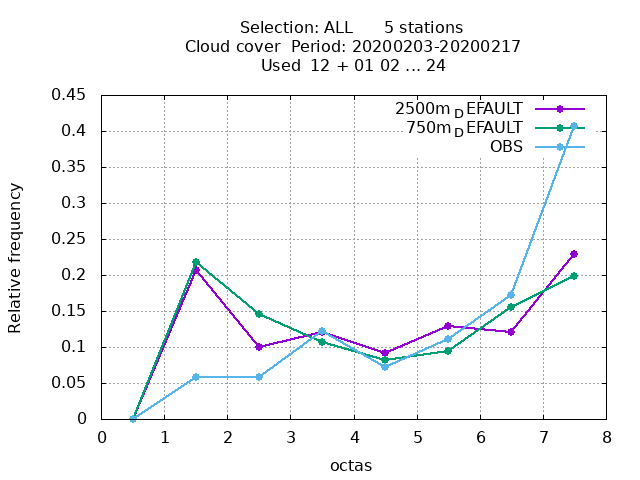 Selection: ALL      5 stations
Cloud cover  Period: 20200203-20200217
Used  12 + 01 02 ... 24
0.45
0.4
0.35
0.3
0.25
0.2
0.15
0.1
0.05
0
Relative frequency
2500m_DEFAULT
750m_DEFAULT
OBS
0 1 2 3 4 5 6 7 8
octas